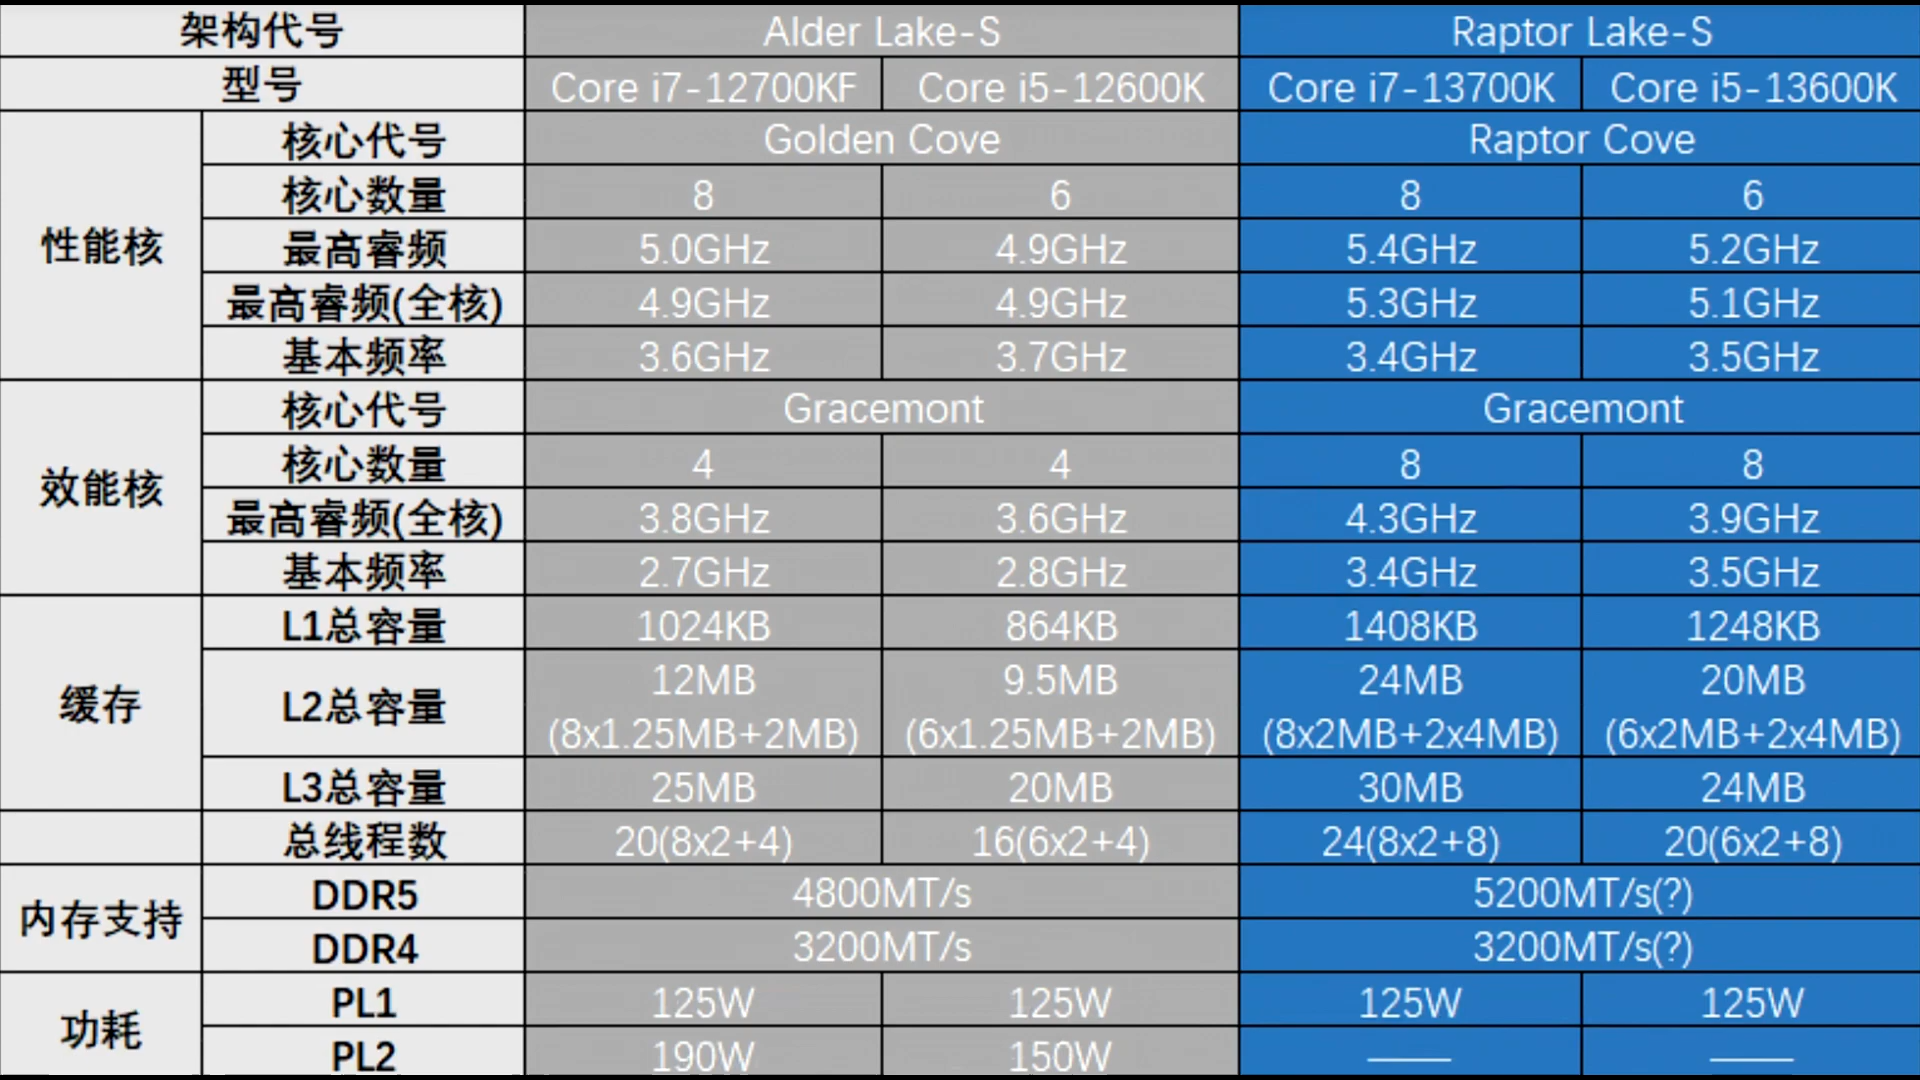 架构代号 Alder Lake-S Raptor Lake-S
型号 Core i7-12700KF Core i5-12600K Core i7-13700K Core i5-13600K
性能核
核心代号 Golden Cove Raptor Cove
核心数量 8 6 8 6
最高睿频 5.0GHz 4.9GHz 5.4GHz 5.2GHz
最高睿频(全核) 4.9GHz 4.9GHz 5.3GHz 5.1GHz
基本频率 3.6GHz 3.7GHz 3.4GHz 3.5GHz
效能核
核心代号 Gracemont Gracemont
核心数量 4 4 8 8
最高睿频(全核) 3.8GHz 3.6GHz 4.3GHz 3.9GHz
基本频率 2.7GHz 2.8GHz 3.4GHz 3.5GHz
缓存
L1总容量 1024KB 864KB 1408KB 1248KB
L2总容量 12MB 9.5MB 24MB 20MB
(8x1.25MB+2MB) (6x1.25MB+2MB) (8x2MB+2x4MB) (6x2MB+2x4MB)
L3总容量 25MB 20MB 30MB 24MB
总线程数 20(8x2+4) 16(6x2+4) 24(8x2+8) 20(6x2+8)
内存支持
DDR5 4800MT/s 5200MT/s(?)
DDR4 3200MT/s 3200MT/s(?)
功耗
PL1 125W 125W 125W 125W
PL2 190W 150W —— ——